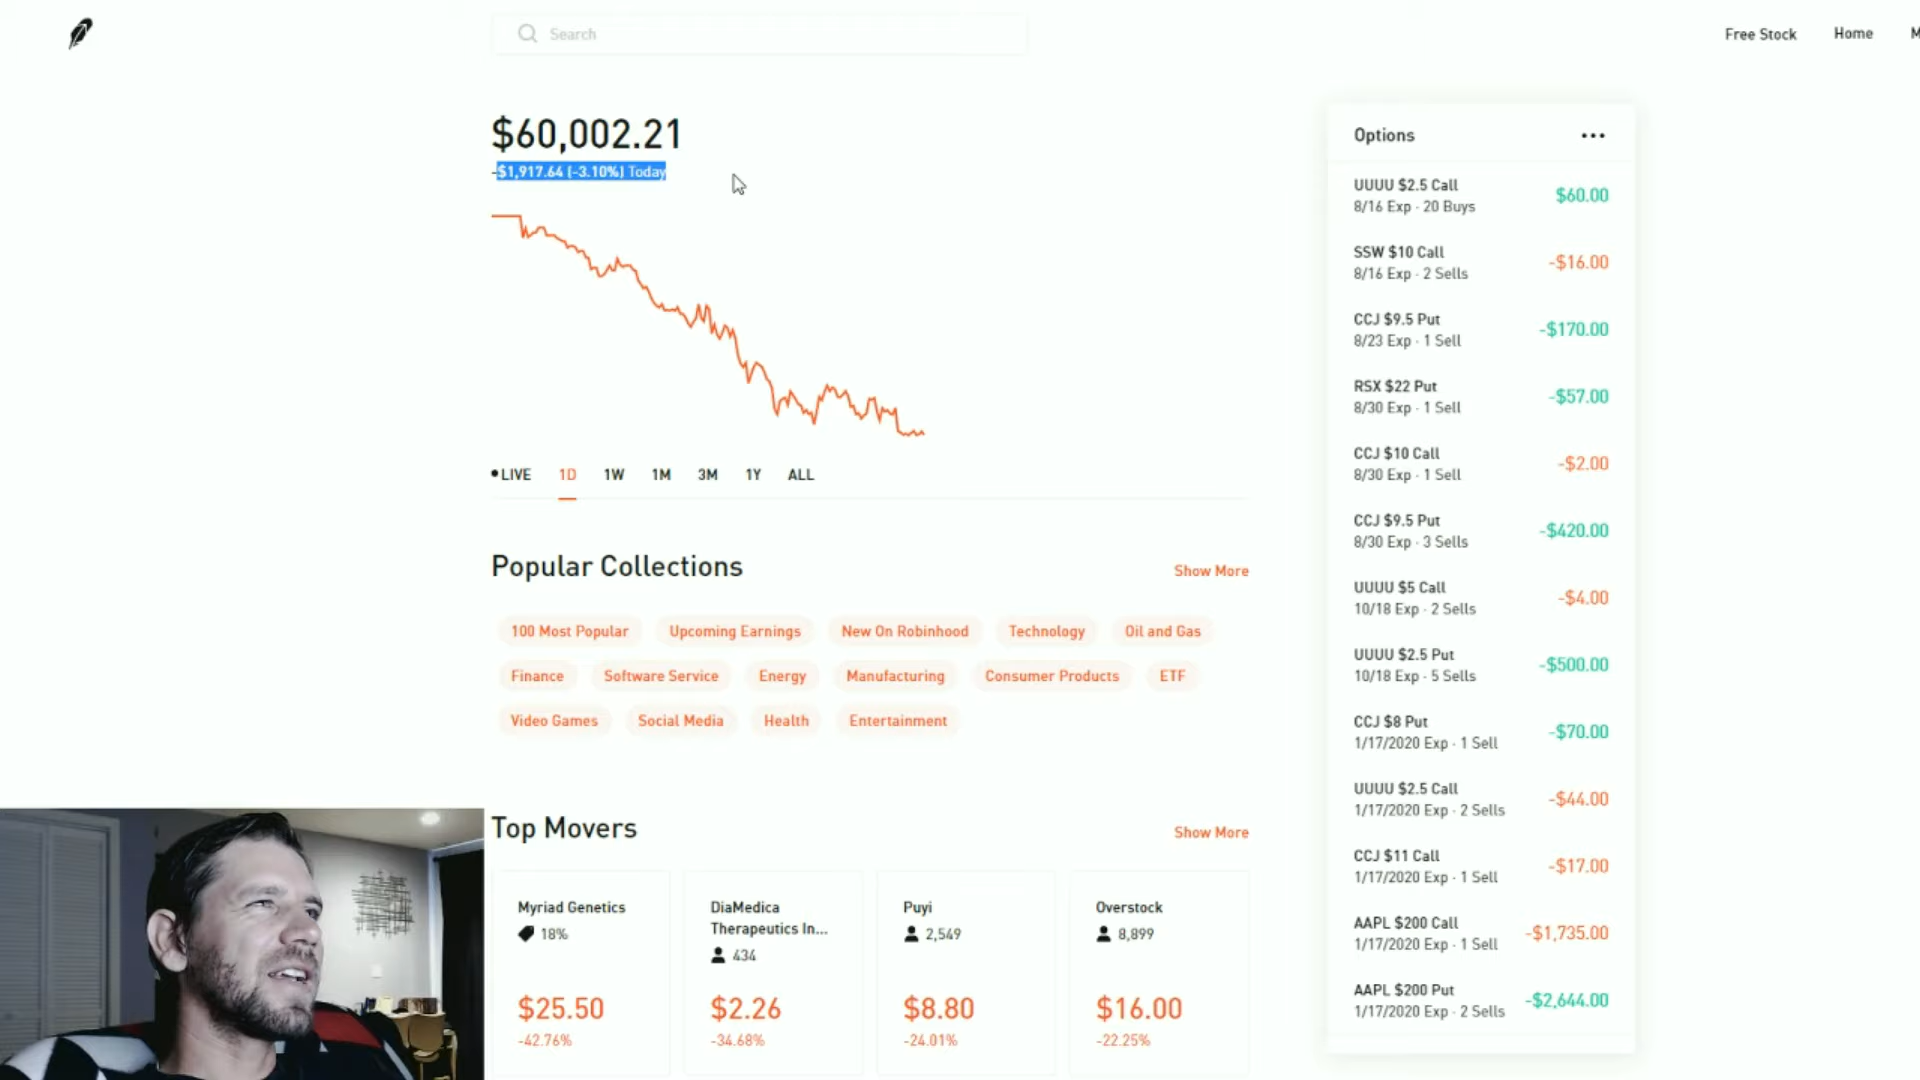 Search
Free Stock
Home
M
$60,002.21
-$1,917.64 (-3.10%) Today
LIVE 1D 1W 1M 3M 1Y ALL
Popular Collections
Show More
100 Most Popular
Upcoming Earnings
New On Robinhood
Technology
Oil and Gas
Finance
Software Service
Energy
Manufacturing
Consumer Products
ETF
Video Games
Social Media
Health
Entertainment
Top Movers
Show More
Myriad Genetics
18%
$25.50
-42.76%
DiaMedica
Therapeutics In...
434
$2.26
-34.68%
Puyi
2,549
$8.80
-24.01%
Overstock
8,899
$16.00
-22.25%
Options
UUUU $2.5 Call
8/16 Exp · 20 Buys
$60.00
SSW $10 Call
8/16 Exp · 2 Sells
-$16.00
CCJ $9.5 Put
8/23 Exp · 1 Sell
-$170.00
RSX $22 Put
8/30 Exp · 1 Sell
-$57.00
CCJ $10 Call
8/30 Exp · 1 Sell
-$2.00
CCJ $9.5 Put
8/30 Exp · 3 Sells
-$420.00
UUUU $5 Call
10/18 Exp · 2 Sells
-$4.00
UUUU $2.5 Put
10/18 Exp · 5 Sells
-$500.00
CCJ $8 Put
1/17/2020 Exp · 1 Sell
-$70.00
UUUU $2.5 Call
1/17/2020 Exp · 2 Sells
-$44.00
CCJ $11 Call
1/17/2020 Exp · 1 Sell
-$17.00
AAPL $200 Call
1/17/2020 Exp · 1 Sell
-$1,735.00
AAPL $200 Put
1/17/2020 Exp · 2 Sells
-$2,644.00